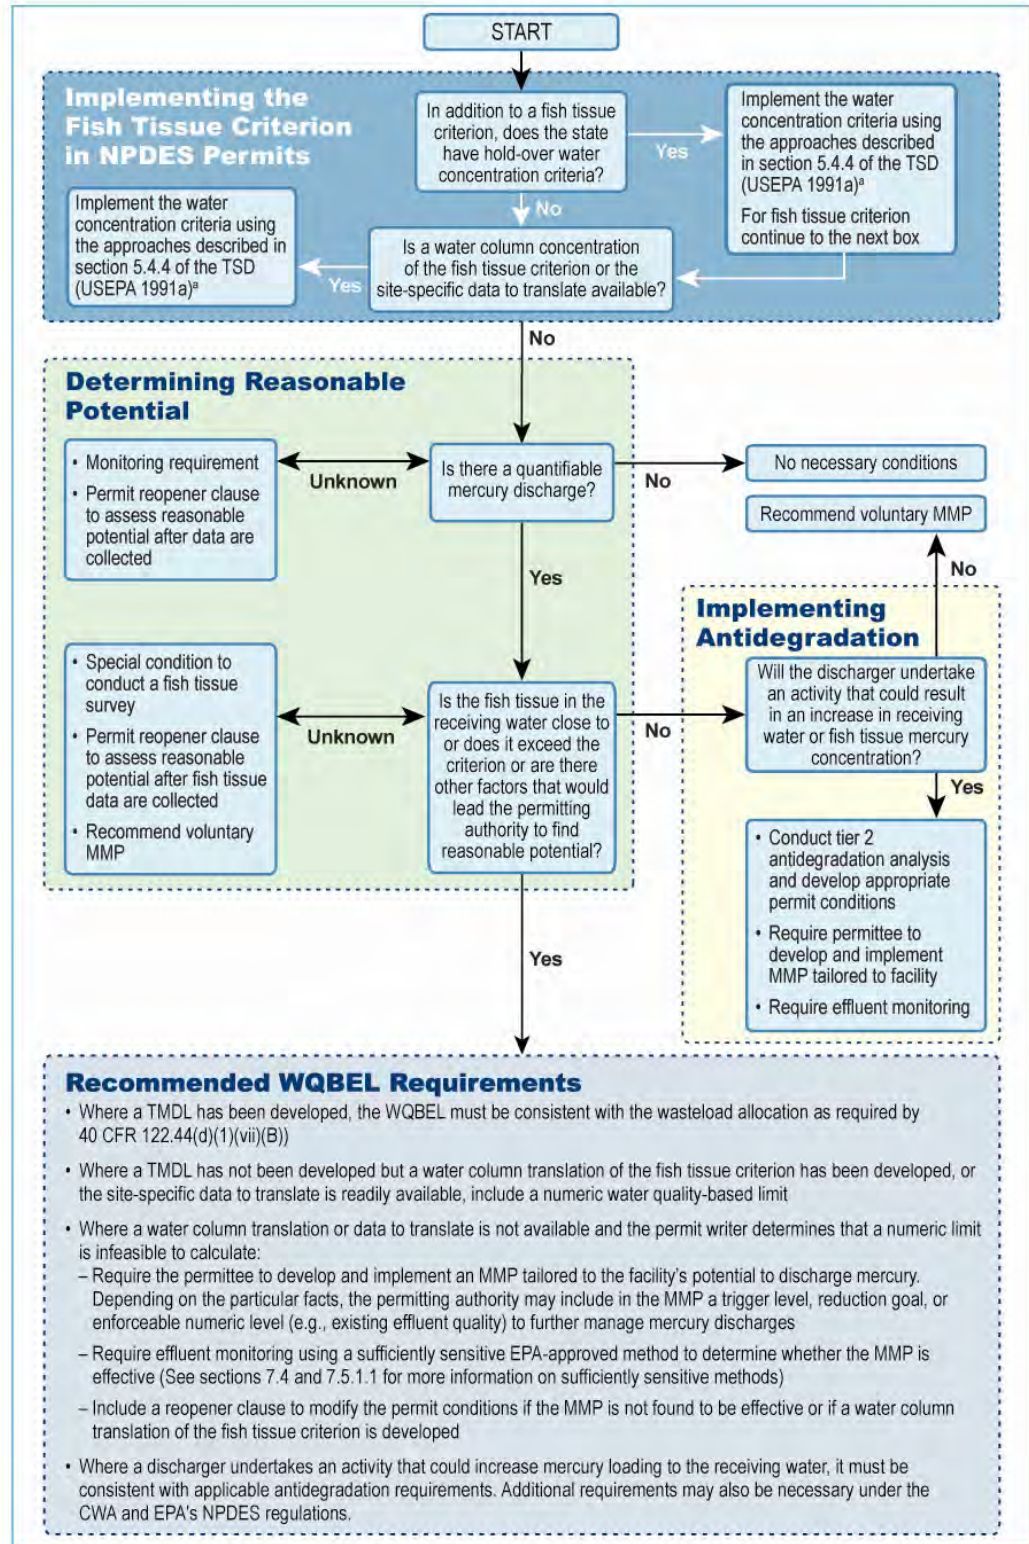 START
Implementing the
Fish Tissue Criterion
in NPDES Permits
In addition to a fish tissue
criterion, does the state
have hold-over water
concentration criteria?
Yes
Implement the water
concentration criteria using
the approaches described
in section 5.4.4 of the TSD
(USEPA 1991a)ª
For fish tissue criterion
continue to the next box
No
Implement the water
concentration criteria using
the approaches described in
section 5.4.4 of the TSD
(USEPA 1991a)ª
Yes
Is a water column concentration
of the fish tissue criterion or the
site-specific data to translate available?
No
Determining Reasonable
Potential
• Monitoring requirement
• Permit reopener clause
to assess reasonable
potential after data are
collected
Unknown
Is there a quantifiable
mercury discharge?
No
No necessary conditions
Recommend voluntary MMP
Yes
No
Implementing
Antidegradation
• Special condition to
conduct a fish tissue
survey
• Permit reopener clause
to assess reasonable
potential after fish tissue
data are collected
• Recommend voluntary
MMP
Unknown
Is the fish tissue in the
receiving water close to
or does it exceed the
criterion or are there
other factors that would
lead the permitting
authority to find
reasonable potential?
No
Will the discharger undertake
an activity that could result
in an increase in receiving
water or fish tissue mercury
concentration?
Yes
• Conduct tier 2
antidegradation analysis
and develop appropriate
permit conditions
• Require permittee to
develop and implement
MMP tailored to facility
• Require effluent monitoring
Yes
Recommended WQBEL Requirements
• Where a TMDL has been developed, the WQBEL must be consistent with the wasteload allocation as required by
40 CFR 122.44(d)(1)(vii)(B))
• Where a TMDL has not been developed but a water column translation of the fish tissue criterion has been developed, or
the site-specific data to translate is readily available, include a numeric water quality-based limit
• Where a water column translation or data to translate is not available and the permit writer determines that a numeric limit
is infeasible to calculate:
– Require the permittee to develop and implement an MMP tailored to the facility's potential to discharge mercury.
Depending on the particular facts, the permitting authority may include in the MMP a trigger level, reduction goal, or
enforceable numeric level (e.g., existing effluent quality) to further manage mercury discharges
– Require effluent monitoring using a sufficiently sensitive EPA-approved method to determine whether the MMP is
effective (See sections 7.4 and 7.5.1.1 for more information on sufficiently sensitive methods)
– Include a reopener clause to modify the permit conditions if the MMP is not found to be effective or if a water column
translation of the fish tissue criterion is developed
• Where a discharger undertakes an activity that could increase mercury loading to the receiving water, it must be
consistent with applicable antidegradation requirements. Additional requirements may also be necessary under the
CWA and EPA's NPDES regulations.